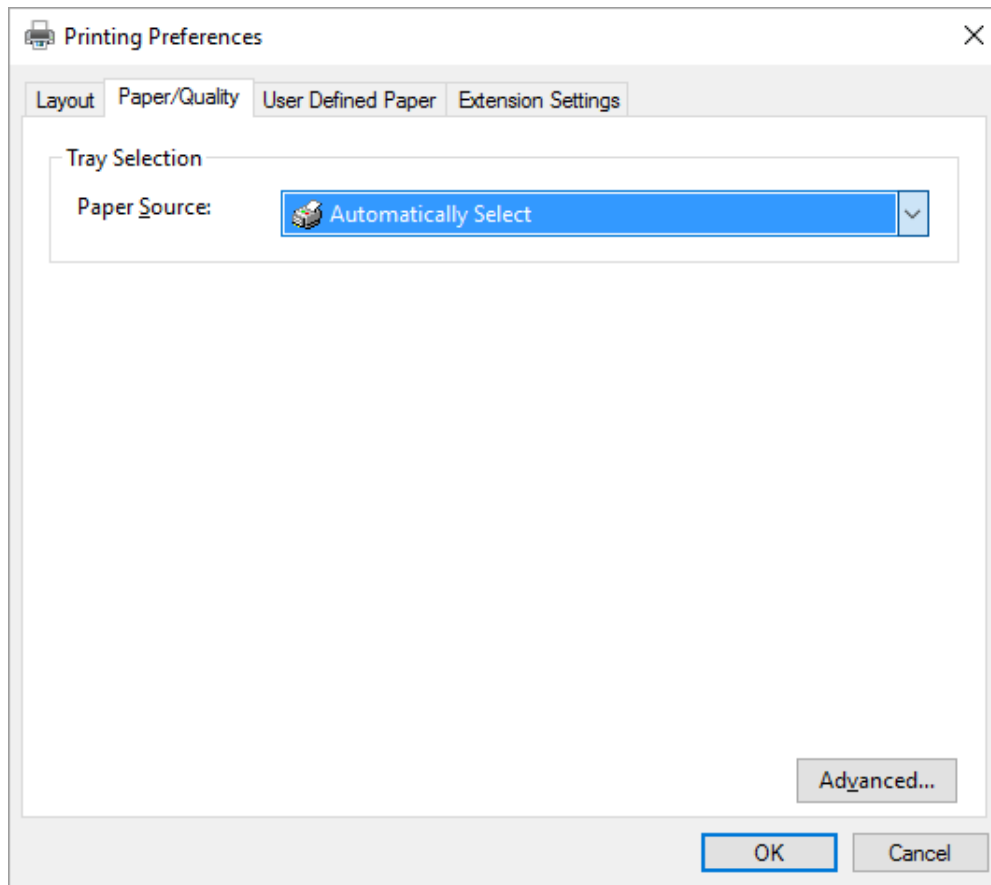 Printing Preferences
Layout Paper/Quality User Defined Paper Extension Settings
Tray Selection
Paper Source: Automatically Select
Advanced...
OK Cancel